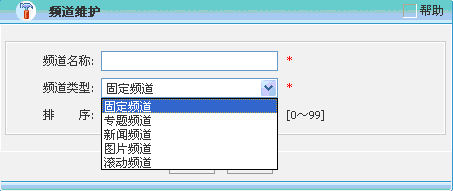 频道维护
帮助
频道名称: *
频道类型: 固定频道 *
固定频道
排 序: [0～99]
专题频道
新闻频道
图片频道
滚动频道